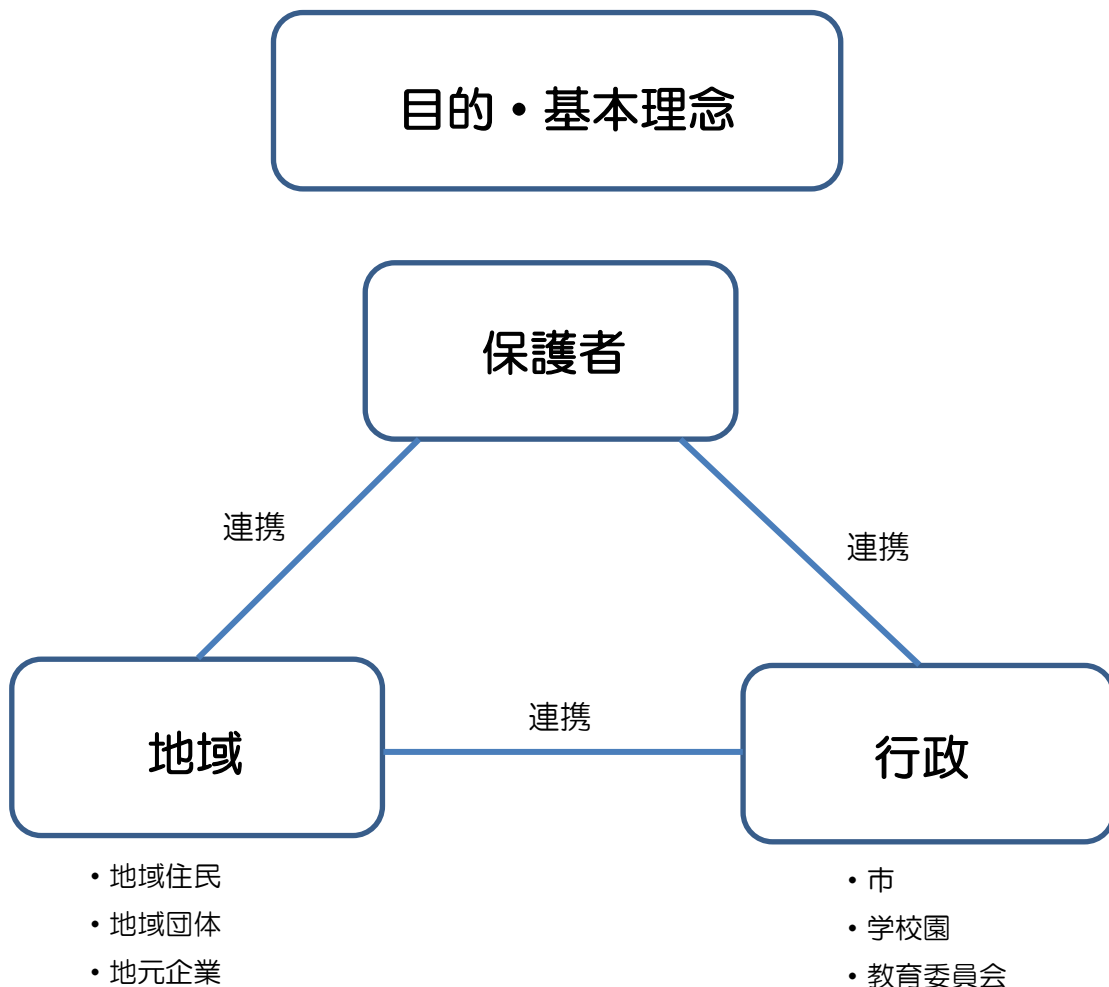 目的・基本理念
保護者
連携
連携
連携
地域
行政
・地域住民
・地域団体
・地元企業
・市
・学校園
・教育委員会